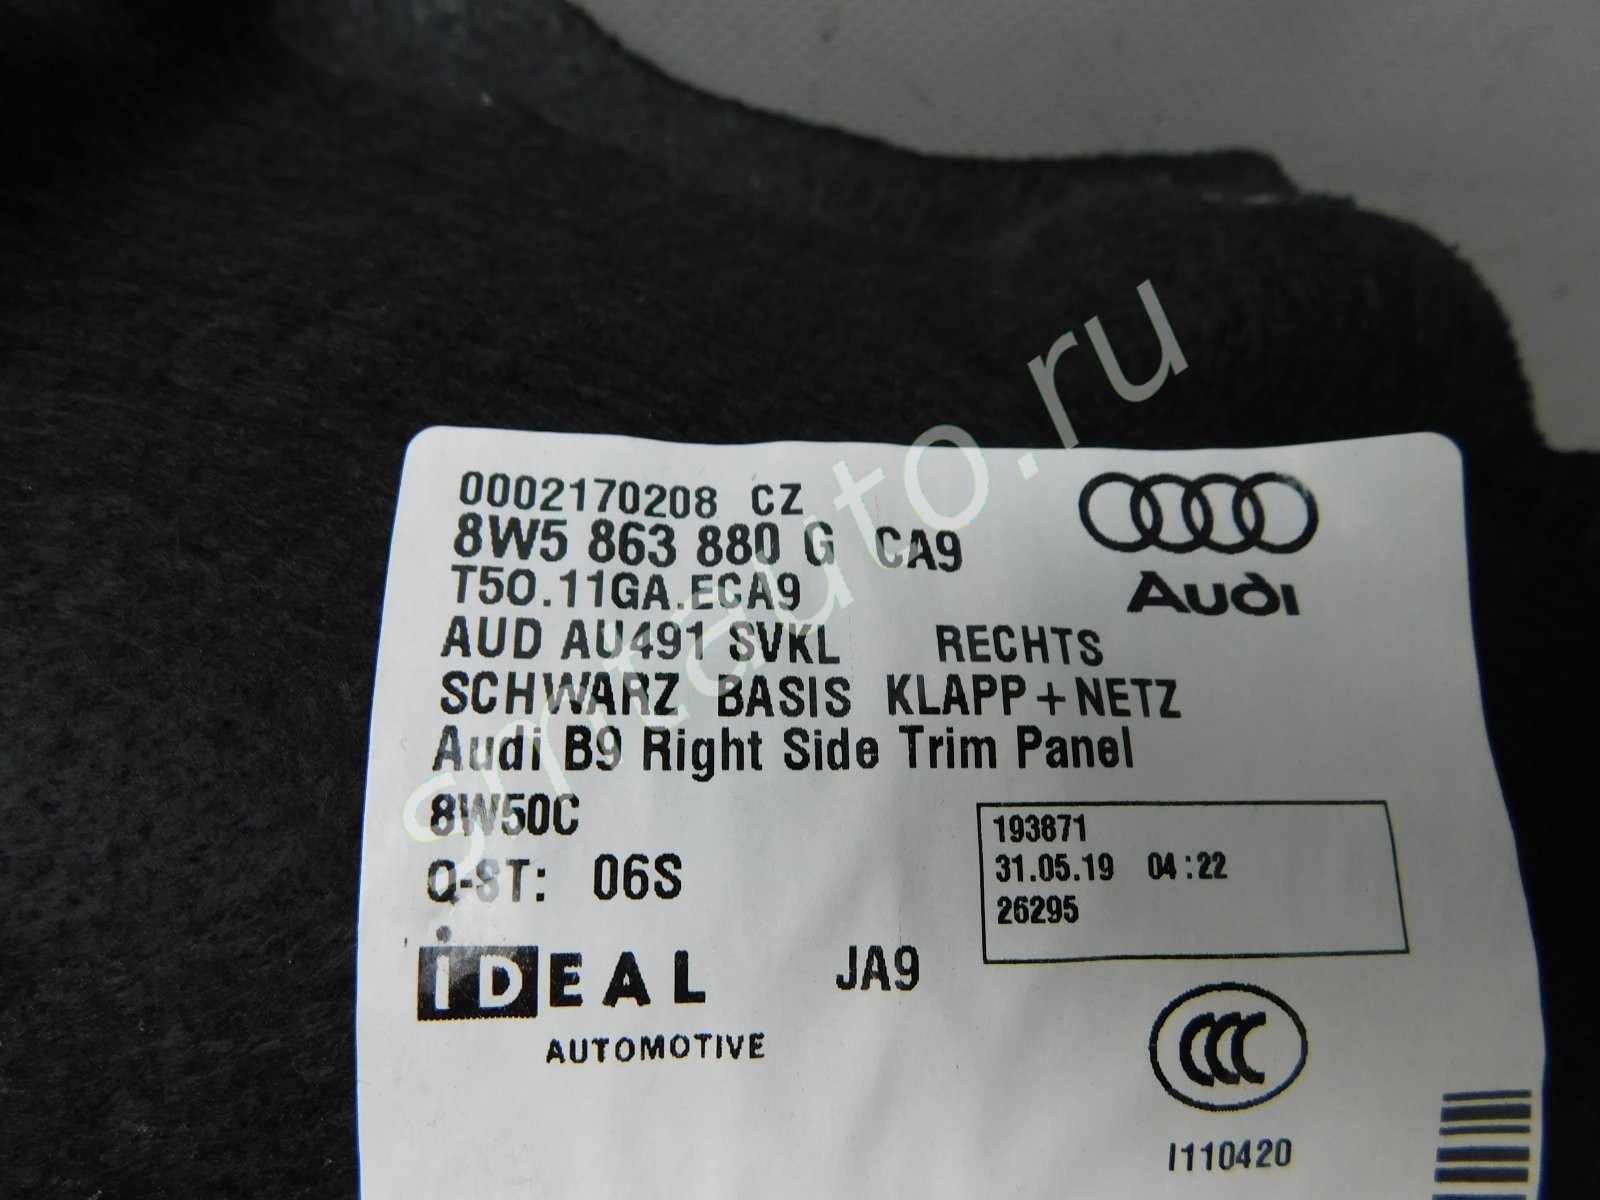 0002170208 CZ
8W5 863 880 G CA9
T50.11GA.ECA9
AUD AU491 SVKL RECHTS
SCHWARZ BASIS KLAPP+NETZ
Audi B9 Right Side Trim Panel
8W50C
Q-ST: 06S
Audi
193871
31.05.19 04:22
26295
iDEAL
AUTOMOTIVE
JA9
CCC
I110420
smtauto.ru